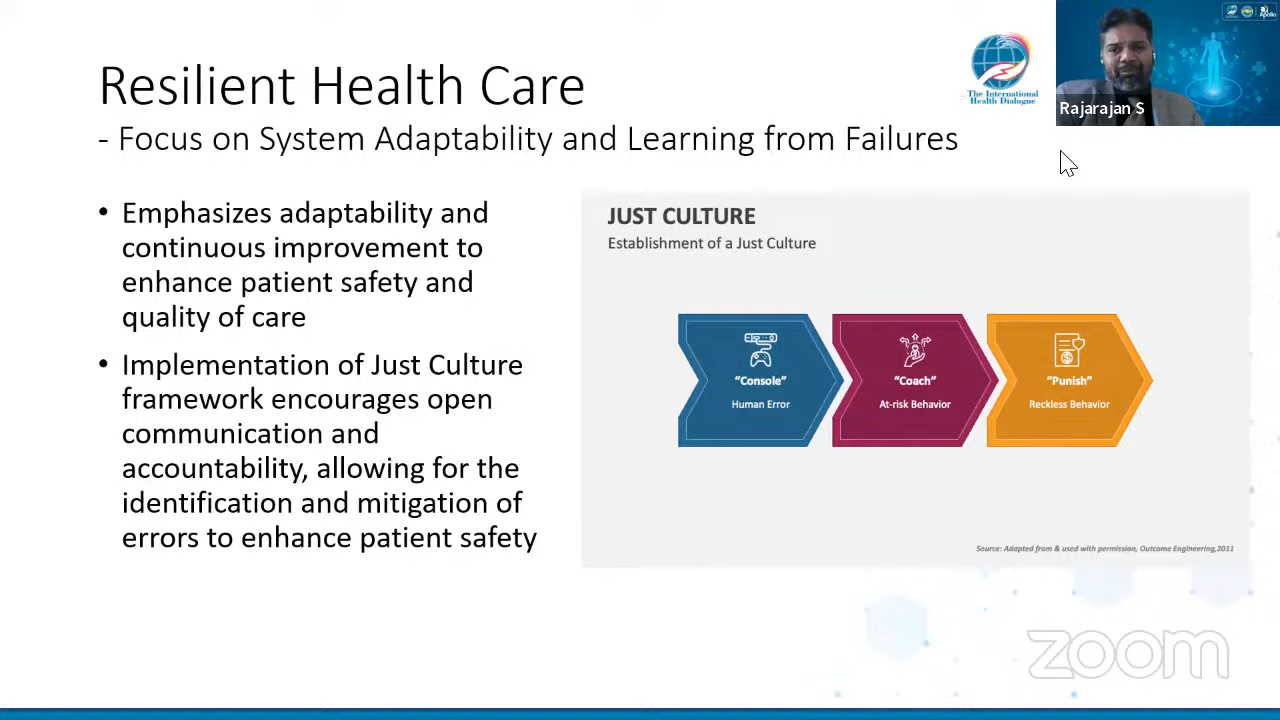 Resilient Health Care
- Focus on System Adaptability and Learning from Failures
The International
Health Dialogue
Apollo
Rajarajan S
• Emphasizes adaptability and
continuous improvement to
enhance patient safety and
quality of care
• Implementation of Just Culture
framework encourages open
communication and
accountability, allowing for the
identification and mitigation of
errors to enhance patient safety
JUST CULTURE
Establishment of a Just Culture
“Console”
Human Error
“Coach”
At-risk Behavior
“Punish”
Reckless Behavior
Source: Adapted from & used with permission, Outcome Engineering,2011
zoom